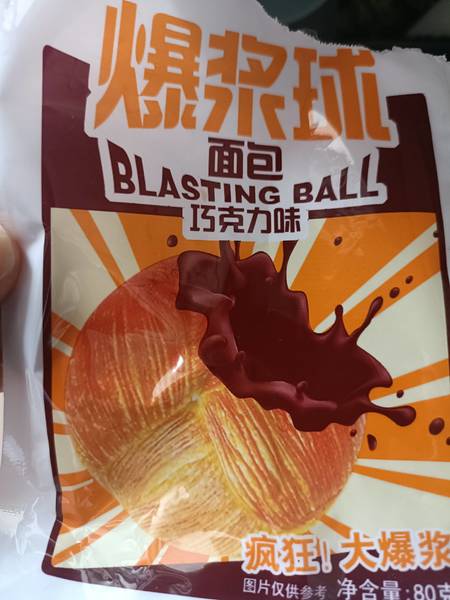 爆浆球
面包
BLASTING BALL
巧克力味
疯狂! 大爆浆
图片仅供参考 净含量: 80克